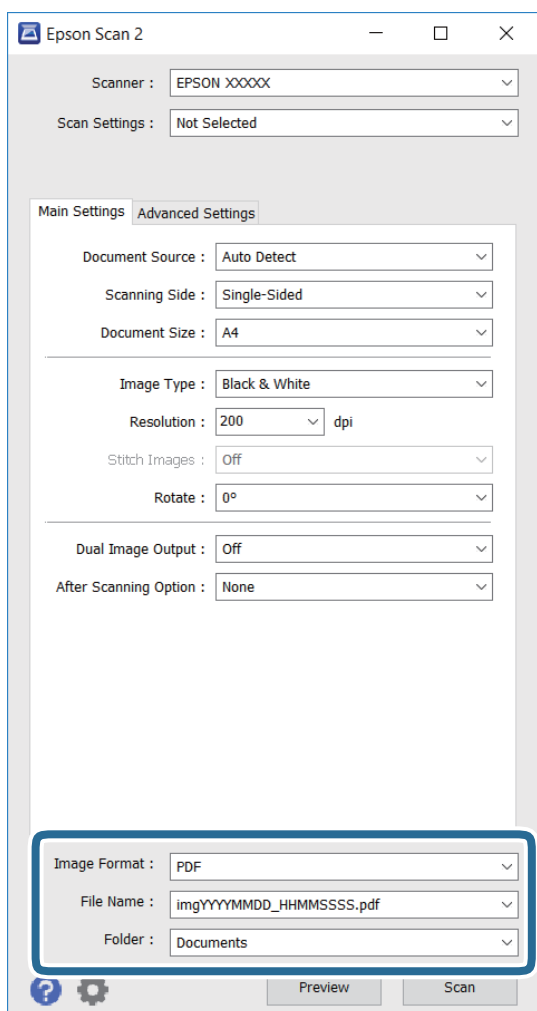 Epson Scan 2
Scanner : EPSON XXXXX
Scan Settings : Not Selected
Main Settings Advanced Settings
Document Source : Auto Detect
Scanning Side : Single-Sided
Document Size : A4
Image Type : Black & White
Resolution : 200 dpi
Stitch Images : Off
Rotate : 0°
Dual Image Output : Off
After Scanning Option : None
Image Format : PDF
File Name : imgYYYYMMDD_HHMMSSSS.pdf
Folder : Documents
? Preview Scan